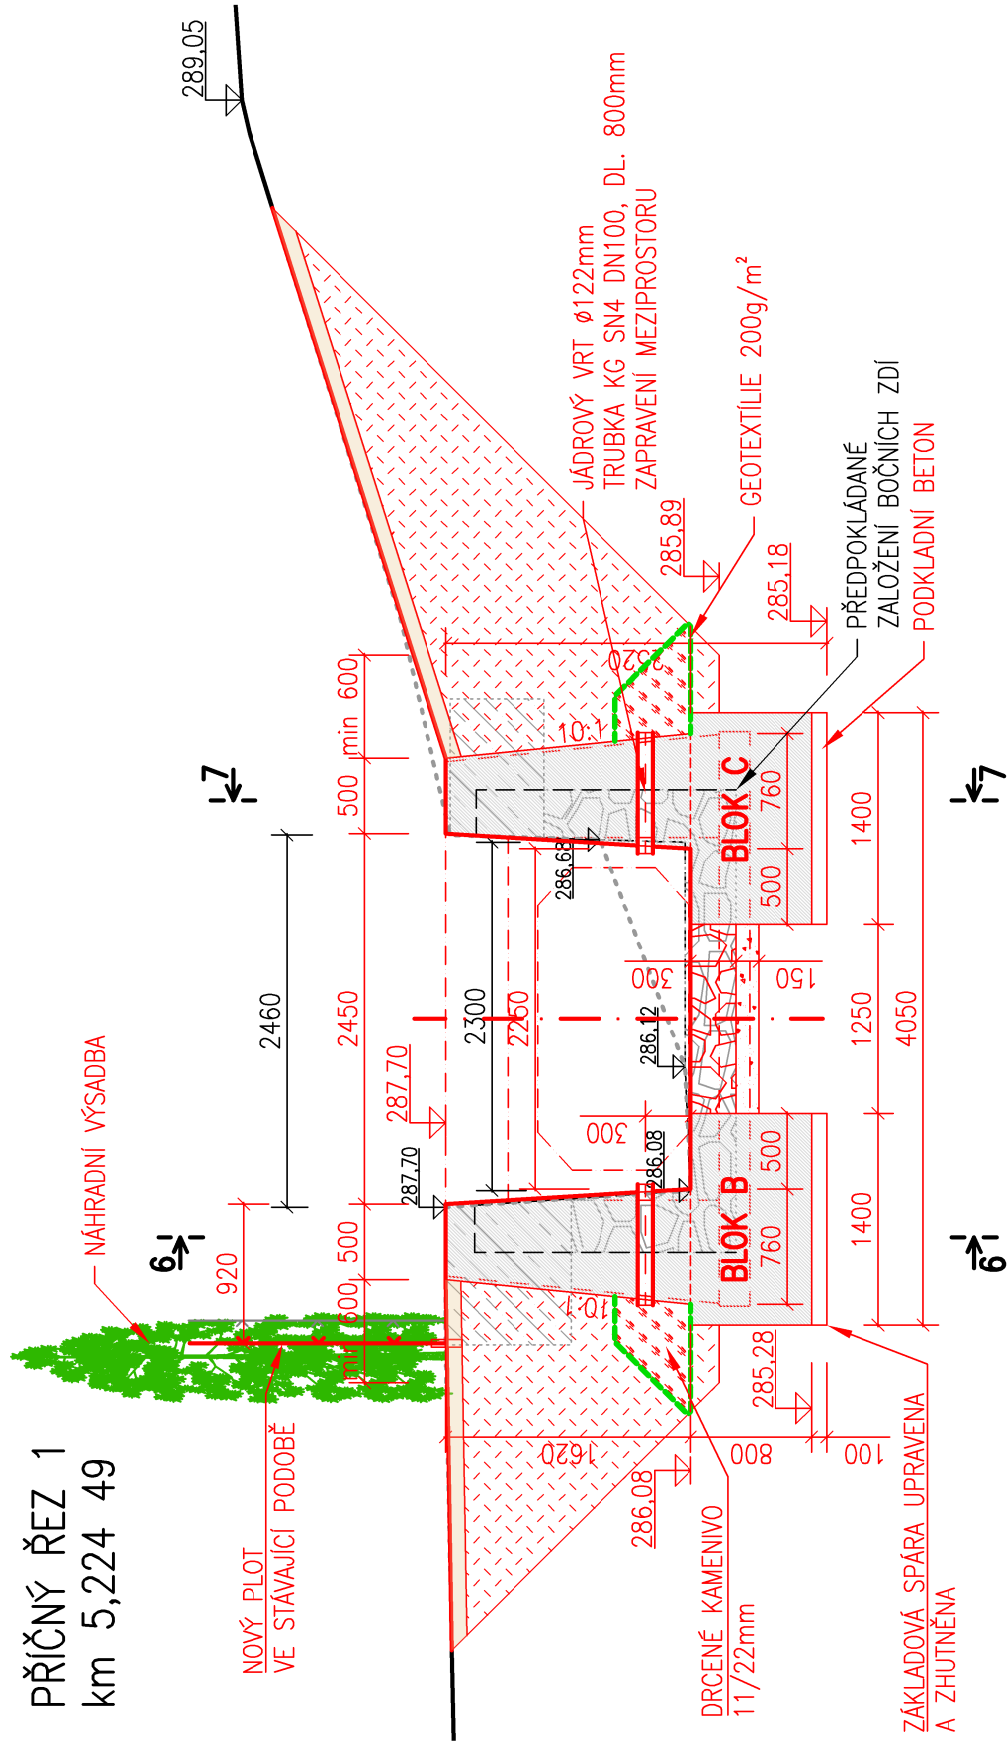 PŘÍČNÝ ŘEZ 1
km 5,224 49
NÁHRADNÍ VÝSADBA
NOVÝ PLOT
VE STÁVAJÍCÍ PODOBĚ
289,05
6
7
920
2460
min 600
500
2450
500
min 600
287,70
287,70
2300
2250
JÁDROVÝ VRT ø122mm
TRUBKA KG SN4 DN100, DL. 800mm
ZAPRAVENÍ MEZIPROSTORU
10:1
10:1
286,68
286,12
286,08
300
300
150
1620
800
100
2520
286,08
285,89
285,18
285,28
GEOTEXTÍLIE 200g/m²
BLOK B
BLOK C
760
500
500
760
1400
1250
1400
4050
DRCENÉ KAMENIVO
11/22mm
PŘEDPOKLÁDANÉ
ZALOŽENÍ BOČNÍCH ZDÍ
PODKLADNÍ BETON
ZÁKLADOVÁ SPÁRA UPRAVENA
A ZHUTNĚNA
6
7